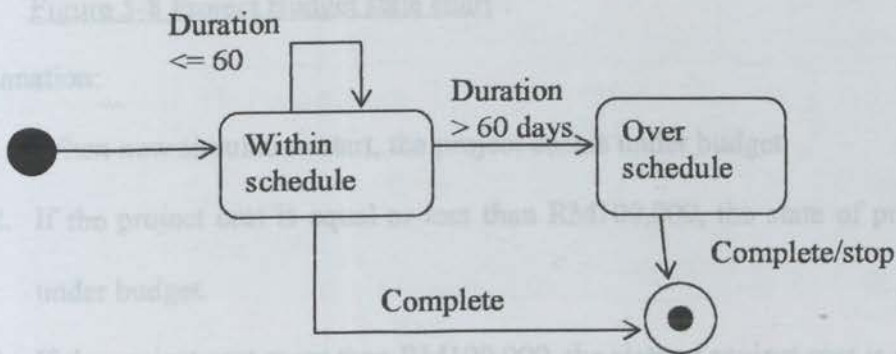 Duration
<= 60
Duration
> 60 days
Within
schedule
Over
schedule
Complete/stop
Complete
If the project cost is equal or less than RM100,000, the state of
under budget.